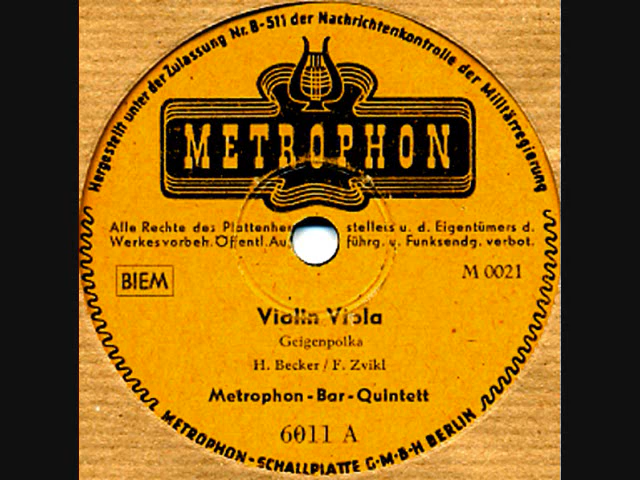 Hergestellt unter der Zulassung Nr. B-511 der Nachrichtenkontrolle der Militärregierung
METROPHON
Alle Rechte des Plattenher stellers u. d. Eigentümers d.
Werkesvorbeh. Öffentl. Au führg. u. Funksendg. verbot.
BIEM
M 0021
Violin Viola
Geigenpolka
H. Becker / F. Zvikl
Metrophon-Bar-Quintett
6011 A
METROPHON-SCHALLPLATTE G·M·B·H BERLIN